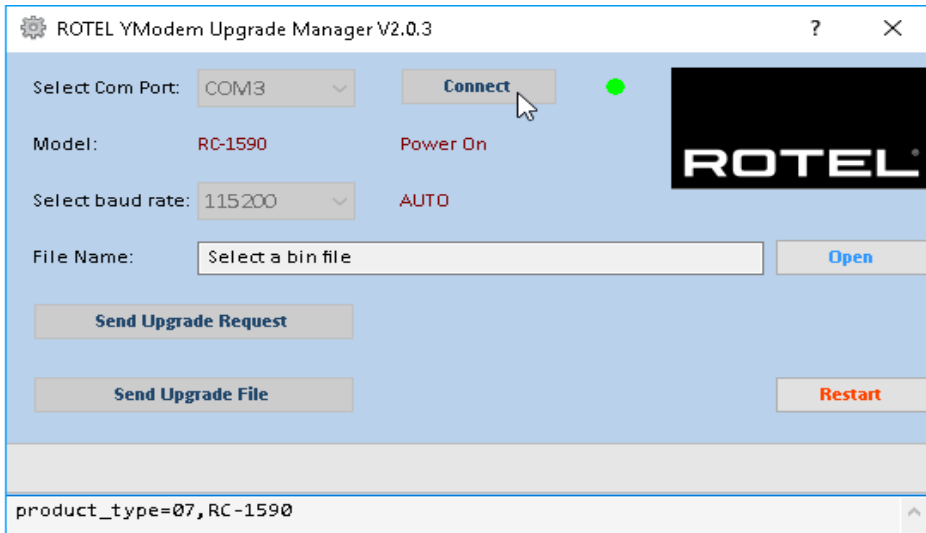 ROTEL YModem Upgrade Manager V2.0.3 ?
Select Com Port: COM3 Connect
ROTEL
Model: RC-1590 Power On
Select baud rate: 115200 AUTO
File Name: Select a bin file Open
Send Upgrade Request
Send Upgrade File Restart
product_type=07,RC-1590